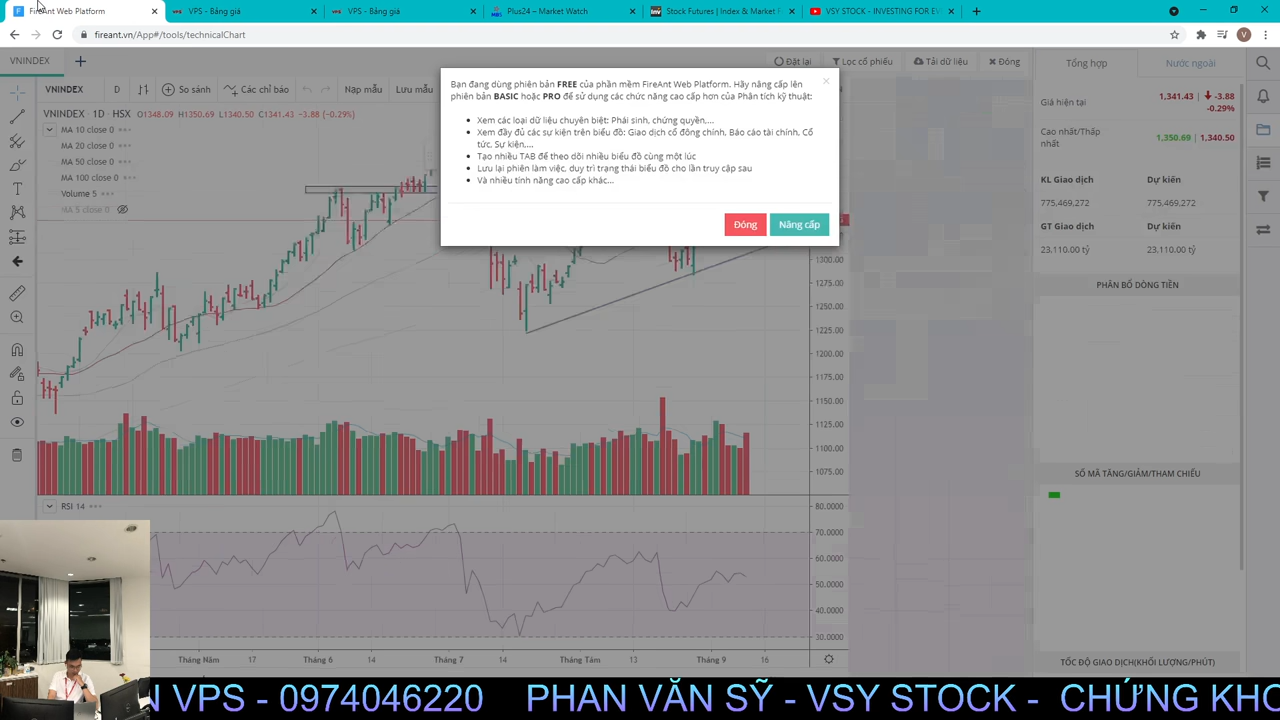 FireAnt Web Platform
VPS - Bảng giá
VPS - Bảng giá
Plus24 – Market Watch
Stock Futures | Index & Market F
VSY STOCK - INVESTING FOR EV
fireant.vn/App#/tools/technicalChart
VNINDEX
Đặt lại
Lọc cổ phiếu
Tải dữ liệu
Đóng
Tổng hợp
Nước ngoài
VNINDEX
D
So sánh
Các chỉ báo
Nạp mẫu
Lưu mẫu
VNINDEX · 1D · HSX O1348.09 H1350.69 L1340.50 C1341.43 −3.88 (−0.29%)
MA 10 close 0
MA 20 close 0
MA 50 close 0
MA 100 close 0
Volume 5
MA 5 close 0
Bạn đang dùng phiên bản FREE của phần mềm FireAnt Web Platform. Hãy nâng cấp lên
phiên bản BASIC hoặc PRO để sử dụng các chức năng cao cấp hơn của Phân tích kỹ thuật:
Xem các loại dữ liệu chuyên biệt: Phái sinh, chứng quyền,...
Xem đầy đủ các sự kiện trên biểu đồ: Giao dịch cổ đông chính, Báo cáo tài chính, Cổ
tức, Sự kiện,...
Tạo nhiều TAB để theo dõi nhiều biểu đồ cùng một lúc
Lưu lại phiên làm việc, duy trì trạng thái biểu đồ cho lần truy cập sau
Và nhiều tính năng cao cấp khác...
Đóng
Nâng cấp
Giá hiện tại
1,341.43 -3.88
-0.29%
Cao nhất/Thấp
nhất
1,350.69 1,340.50
KL Giao dịch
Dự kiến
775,469,272
775,469,272
GT Giao dịch
Dự kiến
23,110.00 tỷ
23,110.00 tỷ
PHÂN BỔ DÒNG TIỀN
SỐ MÃ TĂNG/GIẢM/THAM CHIẾU
TỐC ĐỘ GIAO DỊCH(KHỐI LƯỢNG/PHÚT)
1300.00
1275.00
1250.00
1225.00
1200.00
1175.00
1150.00
1125.00
1100.00
1075.00
RSI 14
80.0000
70.0000
60.0000
50.0000
40.0000
30.0000
Tháng Năm
17
Tháng 6
14
Tháng 7
14
Tháng Tám
13
Tháng 9
16
N VPS - 0974046220 PHAN VĂN SỸ - VSY STOCK - CHỨNG KHO